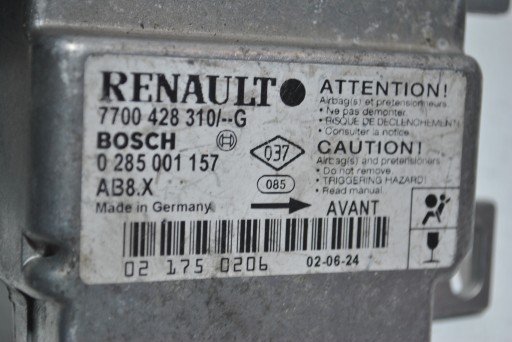 RENAULT
7700 428 310/--G
BOSCH
0 285 001 157
AB8.X
Made in Germany
037
085
AVANT
ATTENTION!
Airbag(s) et pretensionneurs
• Ne pas demonter.
• RISQUE DE DECLENCHEMENT!
• Consulter la notice.
CAUTION!
Airbag(s) and pretensioners
• Do not remove.
• TRIGGERING HAZARD!
• Read manual.
02 175 0206
02-06-24